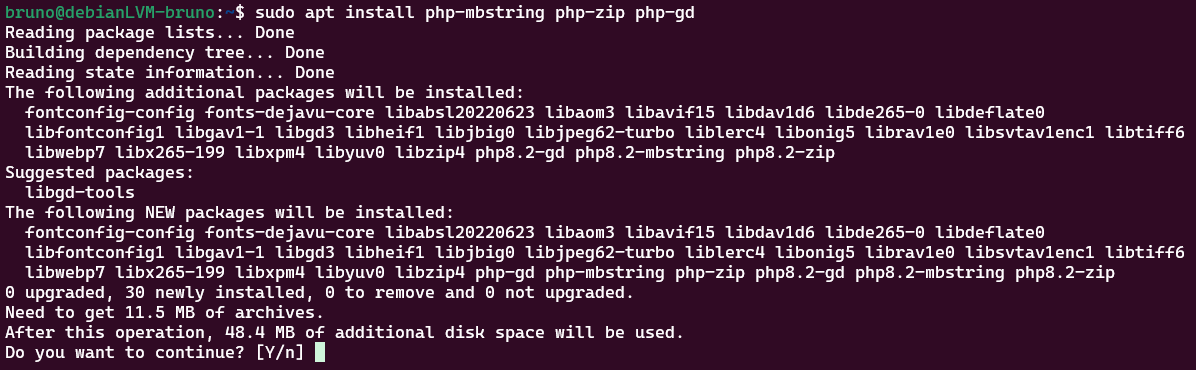 bruno@debianLVM-bruno:~$ sudo apt install php-mbstring php-zip php-gd
Reading package lists... Done
Building dependency tree... Done
Reading state information... Done
The following additional packages will be installed:
  fontconfig-config fonts-dejavu-core libabsl20220623 libaom3 libavif15 libdav1d6 libde265-0 libdeflate0
  libfontconfig1 libgav1-1 libgd3 libheif1 libjbig0 libjpeg62-turbo liblerc4 libonig5 librav1e0 libsvtav1enc1 libtiff6
  libwebp7 libx265-199 libxpm4 libyuv0 libzip4 php8.2-gd php8.2-mbstring php8.2-zip
Suggested packages:
  libgd-tools
The following NEW packages will be installed:
  fontconfig-config fonts-dejavu-core libabsl20220623 libaom3 libavif15 libdav1d6 libde265-0 libdeflate0
  libfontconfig1 libgav1-1 libgd3 libheif1 libjbig0 libjpeg62-turbo liblerc4 libonig5 librav1e0 libsvtav1enc1 libtiff6
  libwebp7 libx265-199 libxpm4 libyuv0 libzip4 php-gd php-mbstring php-zip php8.2-gd php8.2-mbstring php8.2-zip
0 upgraded, 30 newly installed, 0 to remove and 0 not upgraded.
Need to get 11.5 MB of archives.
After this operation, 48.4 MB of additional disk space will be used.
Do you want to continue? [Y/n]